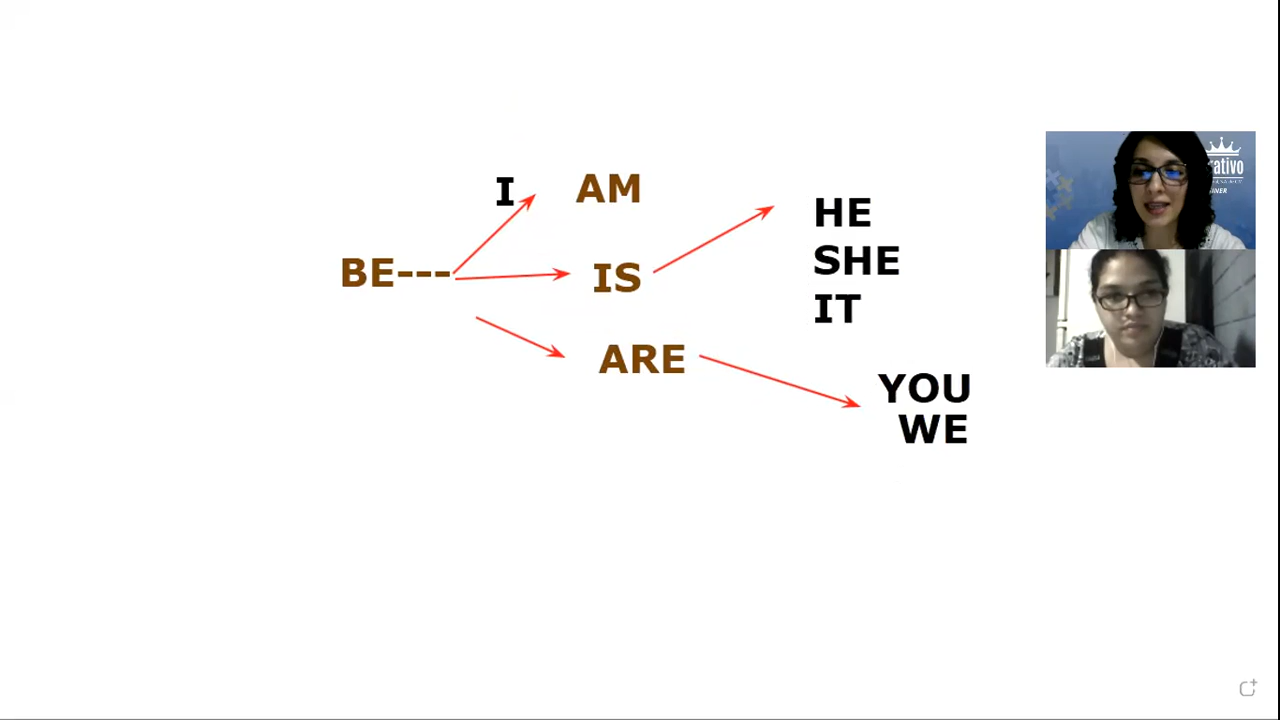 I AM
BE---
IS
ARE
HE
SHE
IT
YOU
WE